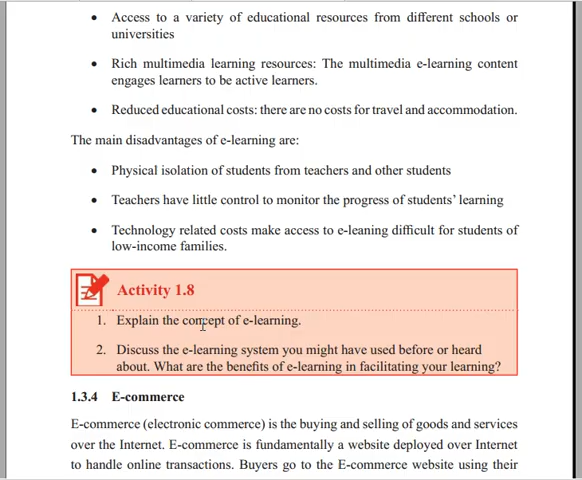 • Access to a variety of educational resources from different schools or
universities
• Rich multimedia learning resources: The multimedia e-learning content
engages learners to be active learners.
• Reduced educational costs: there are no costs for travel and accommodation.
The main disadvantages of e-learning are:
• Physical isolation of students from teachers and other students
• Teachers have little control to monitor the progress of students' learning
• Technology related costs make access to e-leaning difficult for students of
low-income families.
Activity 1.8
1. Explain the concept of e-learning.
2. Discuss the e-learning system you might have used before or heard
about. What are the benefits of e-learning in facilitating your learning?
1.3.4 E-commerce
E-commerce (electronic commerce) is the buying and selling of goods and services
over the Internet. E-commerce is fundamentally a website deployed over Internet
to handle online transactions. Buyers go to the E-commerce website using their